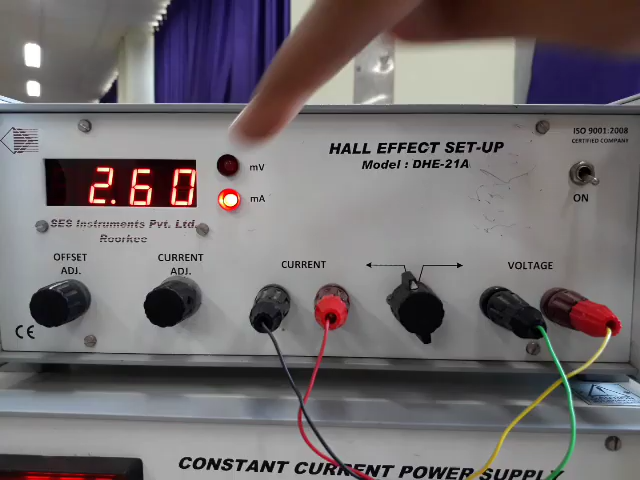 HALL EFFECT SET-UP
Model : DHE-21A
ISO 9001:2008
CERTIFIED COMPANY
2.60
mV
mA
ON
SES Instruments Pvt. Ltd.
Roorkee
OFFSET
ADJ.
CURRENT
ADJ.
CURRENT
VOLTAGE
CE
CONSTANT CURRENT POWER SUPPLY